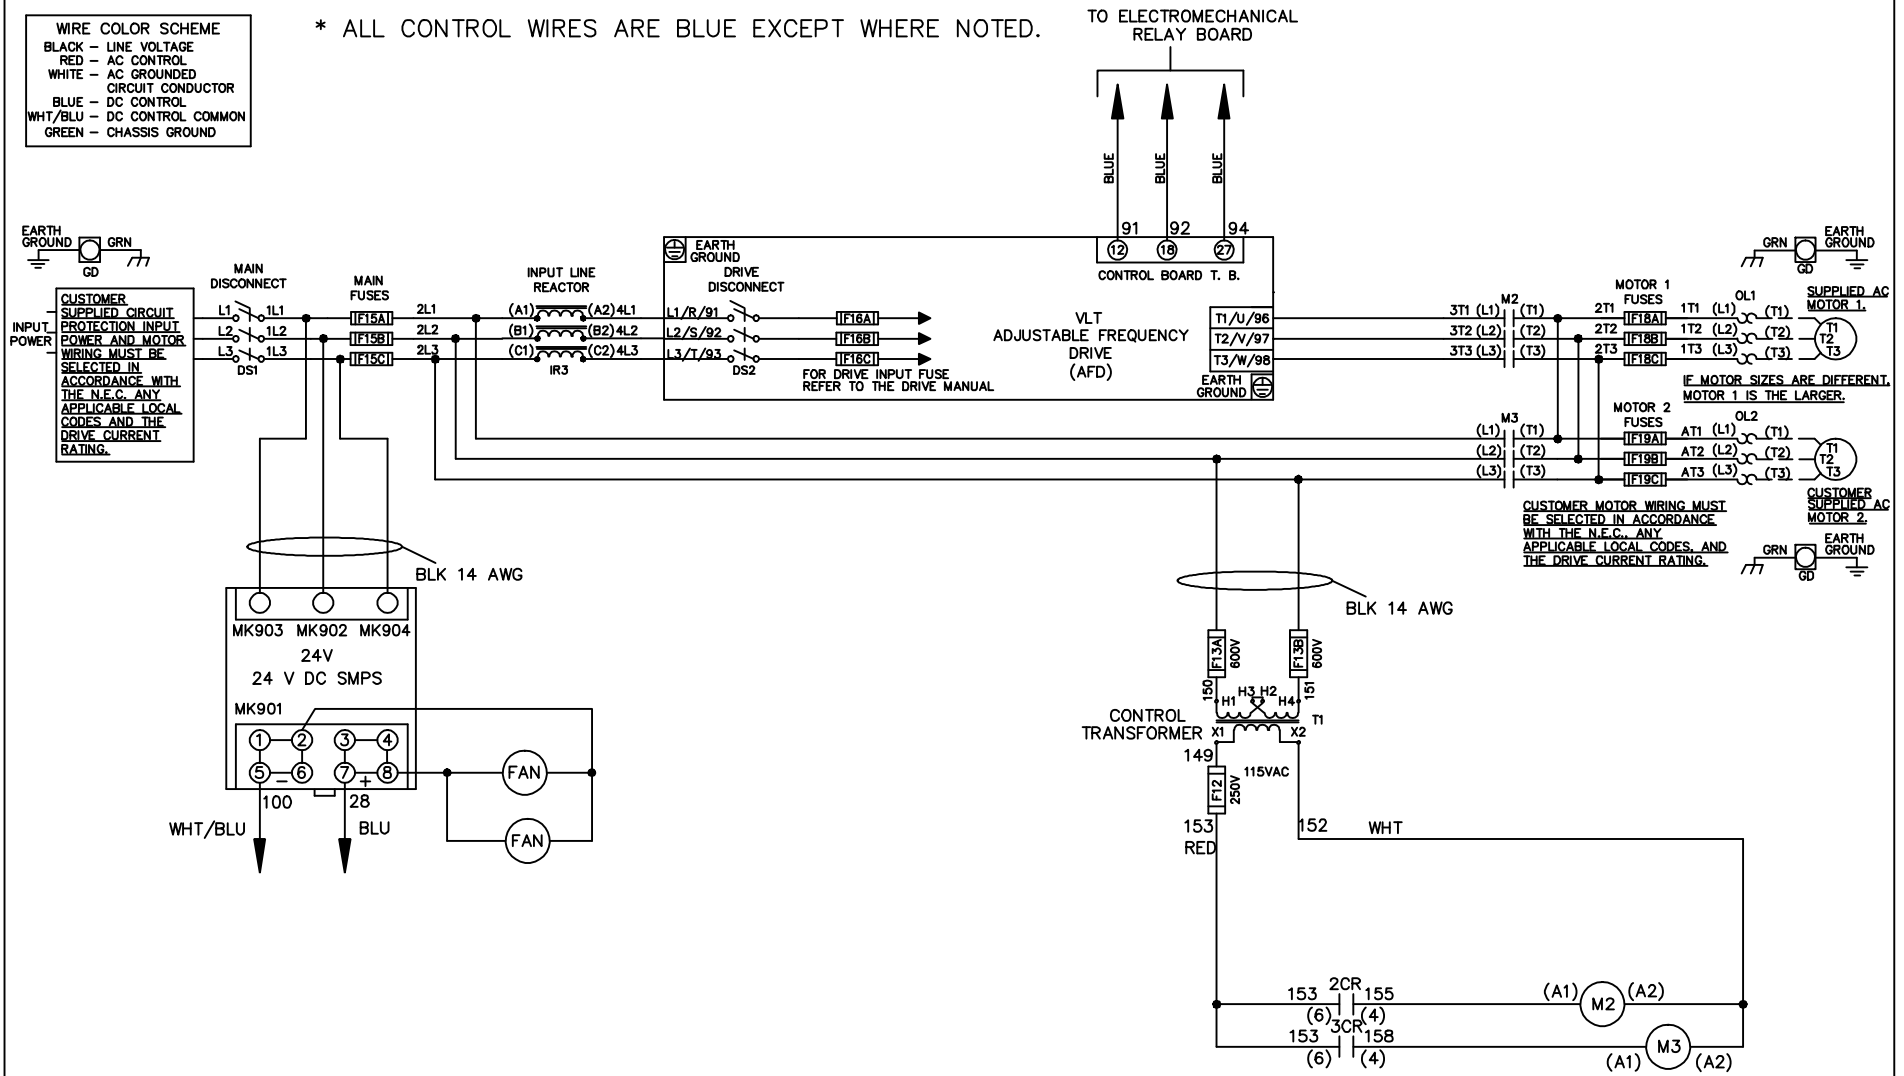 WIRE COLOR SCHEME
BLACK – LINE VOLTAGE
RED – AC CONTROL
WHITE – AC GROUNDED
CIRCUIT CONDUCTOR
BLUE – DC CONTROL
WHT/BLU – DC CONTROL COMMON
GREEN – CHASSIS GROUND
* ALL CONTROL WIRES ARE BLUE EXCEPT WHERE NOTED.
TO ELECTROMECHANICAL
RELAY BOARD
BLUE
BLUE
BLUE
91 92 94
12 18 27
CONTROL BOARD T. B.
EARTH
GROUND
GRN
GD
INPUT
POWER
CUSTOMER
SUPPLIED CIRCUIT
PROTECTION INPUT
POWER AND MOTOR
WIRING MUST BE
SELECTED IN
ACCORDANCE WITH
THE N.E.C. ANY
APPLICABLE LOCAL
CODES AND THE
DRIVE CURRENT
RATING.
MAIN
DISCONNECT
L1 1L1
L2 1L2
L3 1L3
DS1
MAIN
FUSES
F15A
F15B
F15C
2L1
2L2
2L3
INPUT LINE
REACTOR
(A1) (A2) 4L1
(B1) (B2) 4L2
(C1) (C2) 4L3
IR3
EARTH
GROUND
DRIVE
DISCONNECT
L1/R/91
L2/S/92
L3/T/93
DS2
F16A
F16B
F16C
FOR DRIVE INPUT FUSE
REFER TO THE DRIVE MANUAL
VLT
ADJUSTABLE FREQUENCY
DRIVE
(AFD)
T1/U/96
T2/V/97
T3/W/98
EARTH
GROUND
M2
3T1 (L1) (T1)
3T2 (L2) (T2)
3T3 (L3) (T3)
MOTOR 1
FUSES
2T1 F18A 1T1 (L1)
2T2 F18B 1T2 (L2)
2T3 F18C 1T3 (L3)
OL1
(T1)
(T2)
(T3)
GRN
GD
EARTH
GROUND
SUPPLIED AC
MOTOR 1.
T1
T2
T3
IF MOTOR SIZES ARE DIFFERENT,
MOTOR 1 IS THE LARGER.
M3
(L1) (T1)
(L2) (T2)
(L3) (T3)
MOTOR 2
FUSES
F19A AT1 (L1)
F19B AT2 (L2)
F19C AT3 (L3)
OL2
(T1)
(T2)
(T3)
T1
T2
T3
CUSTOMER
SUPPLIED AC
MOTOR 2.
CUSTOMER MOTOR WIRING MUST
BE SELECTED IN ACCORDANCE
WITH THE N.E.C., ANY
APPLICABLE LOCAL CODES, AND
THE DRIVE CURRENT RATING.
GRN
GD
EARTH
GROUND
BLK 14 AWG
MK903 MK902 MK904
24V
24 V DC SMPS
MK901
1 2 3 4
5 – 6 7 + 8
100 28
WHT/BLU
BLU
FAN
FAN
BLK 14 AWG
F13A
600V
F13B
600V
150
151
H1 H3 H2 H4
CONTROL
TRANSFORMER
X1 X2
T1
149
115VAC
F12
250V
153
RED
152
WHT
2CR
153 155
(6) (4)
(A1) M2 (A2)
3CR
153 158
(6) (4)
(A1) M3 (A2)